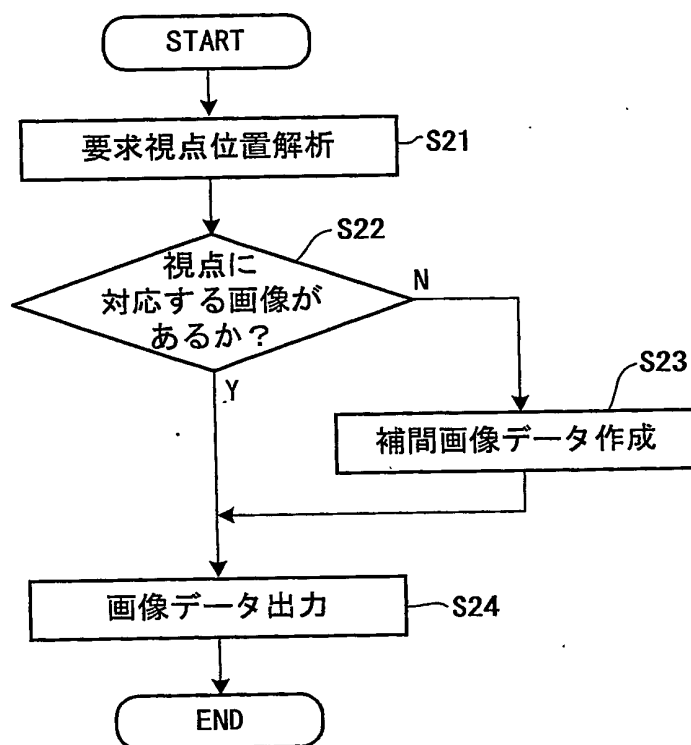 START
要求視点位置解析
S21
S22
視点に
対応する画像が
あるか？
N
Y
S23
補間画像データ作成
画像データ出力
S24
END